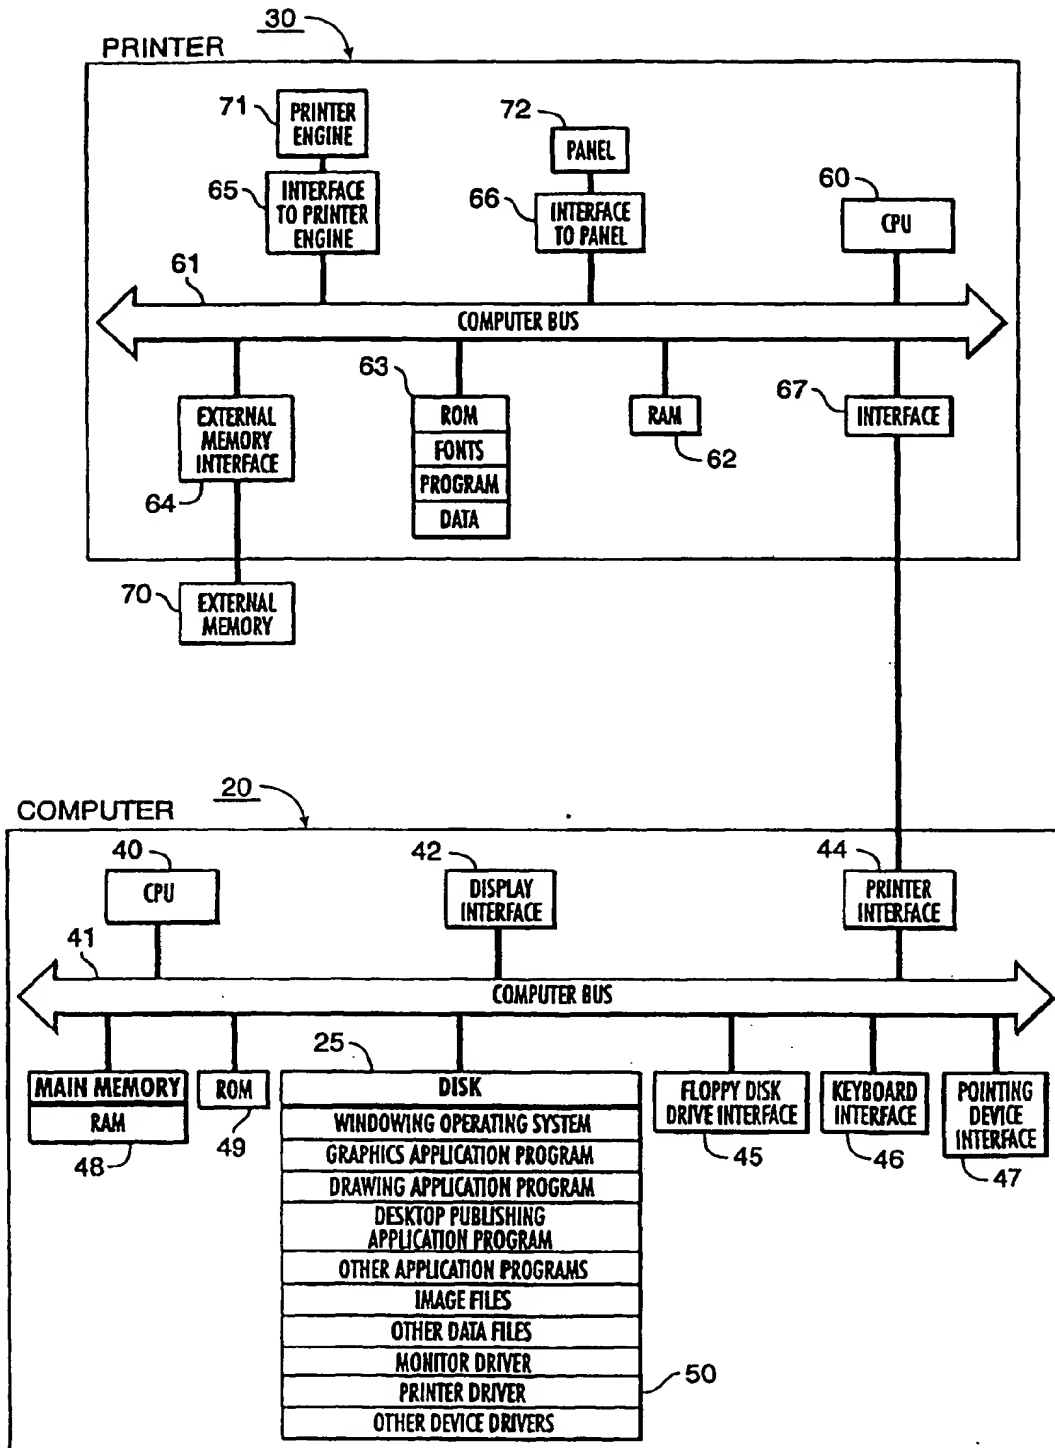 30
PRINTER
71
PRINTER
ENGINE
72
PANEL
65
INTERFACE
TO PRINTER
ENGINE
66
INTERFACE
TO PANEL
60
CPU
61
COMPUTER BUS
EXTERNAL
MEMORY
INTERFACE
64
63
ROM
FONTS
PROGRAM
DATA
RAM
62
67
INTERFACE
70
EXTERNAL
MEMORY
20
COMPUTER
40
CPU
42
DISPLAY
INTERFACE
44
PRINTER
INTERFACE
41
COMPUTER BUS
MAIN MEMORY
RAM
48
ROM
49
25
DISK
WINDOWING OPERATING SYSTEM
GRAPHICS APPLICATION PROGRAM
DRAWING APPLICATION PROGRAM
DESKTOP PUBLISHING
APPLICATION PROGRAM
OTHER APPLICATION PROGRAMS
IMAGE FILES
OTHER DATA FILES
MONITOR DRIVER
PRINTER DRIVER
50
OTHER DEVICE DRIVERS
FLOPPY DISK
DRIVE INTERFACE
45
KEYBOARD
INTERFACE
46
POINTING
DEVICE
INTERFACE
47